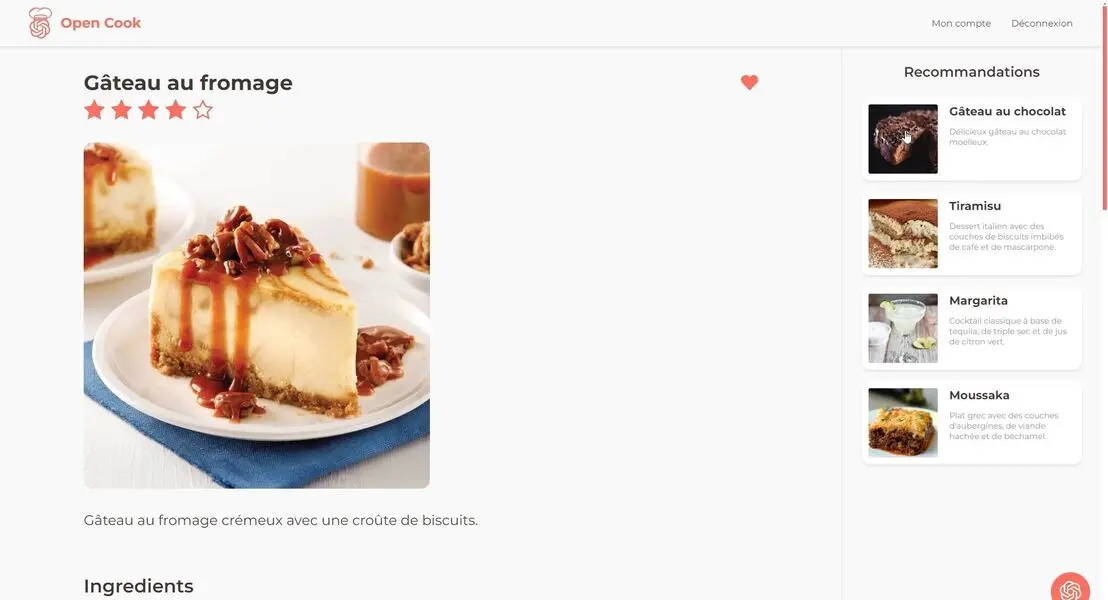 Open Cook
Mon compte
Déconnexion
Gâteau au fromage
Gâteau au fromage crémeux avec une croûte de biscuits.
Ingredients
Recommandations
Gâteau au chocolat
Délicieux gâteau au chocolat
moelleux.
Tiramisu
Dessert italien avec des
couches de biscuits imbibés
de café et de mascarpone.
Margarita
Cocktail classique à base de
tequila, de triple sec et de jus
de citron vert.
Moussaka
Plat grec avec des couches
d'aubergines, de viande
hachée et de béchamel.